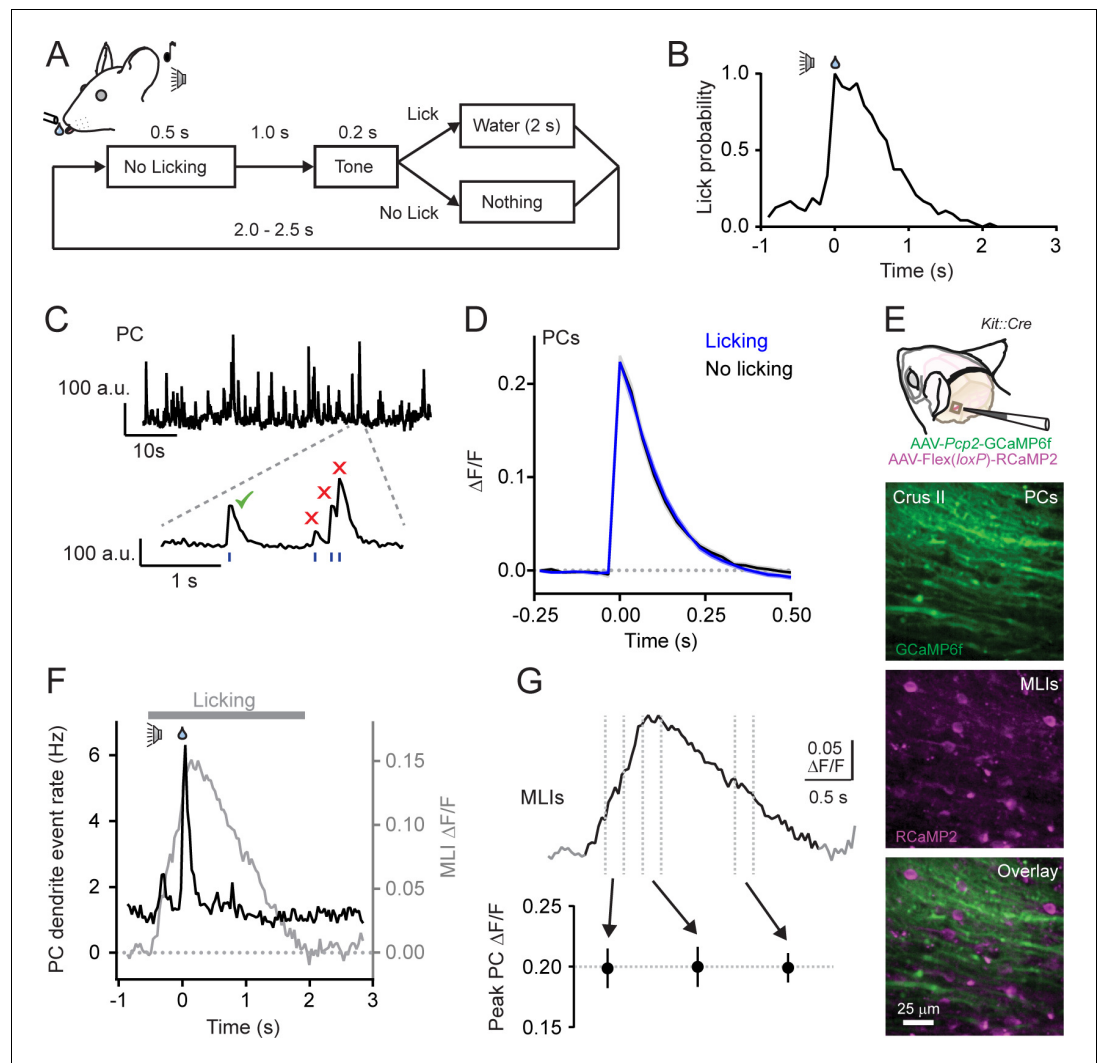 A
0.5 s
1.0 s
0.2 s
No Licking
Tone
Lick
No Lick
Water (2 s)
Nothing
2.0 - 2.5 s
B
Lick probability
1.0
0.5
0.0
-1
0
1
2
3
Time (s)
C
PC
100 a.u.
10s
100 a.u.
1 s
D
PCs
Licking
No licking
ΔF/F
0.2
0.1
0.0
-0.25
0.00
0.25
0.50
Time (s)
E
Kit::Cre
AAV-Pcp2-GCaMP6f
AAV-Flex(loxP)-RCaMP2
Crus II
PCs
GCaMP6f
MLIs
RCaMP2
Overlay
25 μm
F
Licking
PC dendrite event rate (Hz)
6
4
2
0
MLI ΔF/F
0.15
0.10
0.05
0.00
-1
0
1
2
3
Time (s)
G
MLIs
0.05
ΔF/F
0.5 s
Peak PC ΔF/F
0.25
0.20
0.15